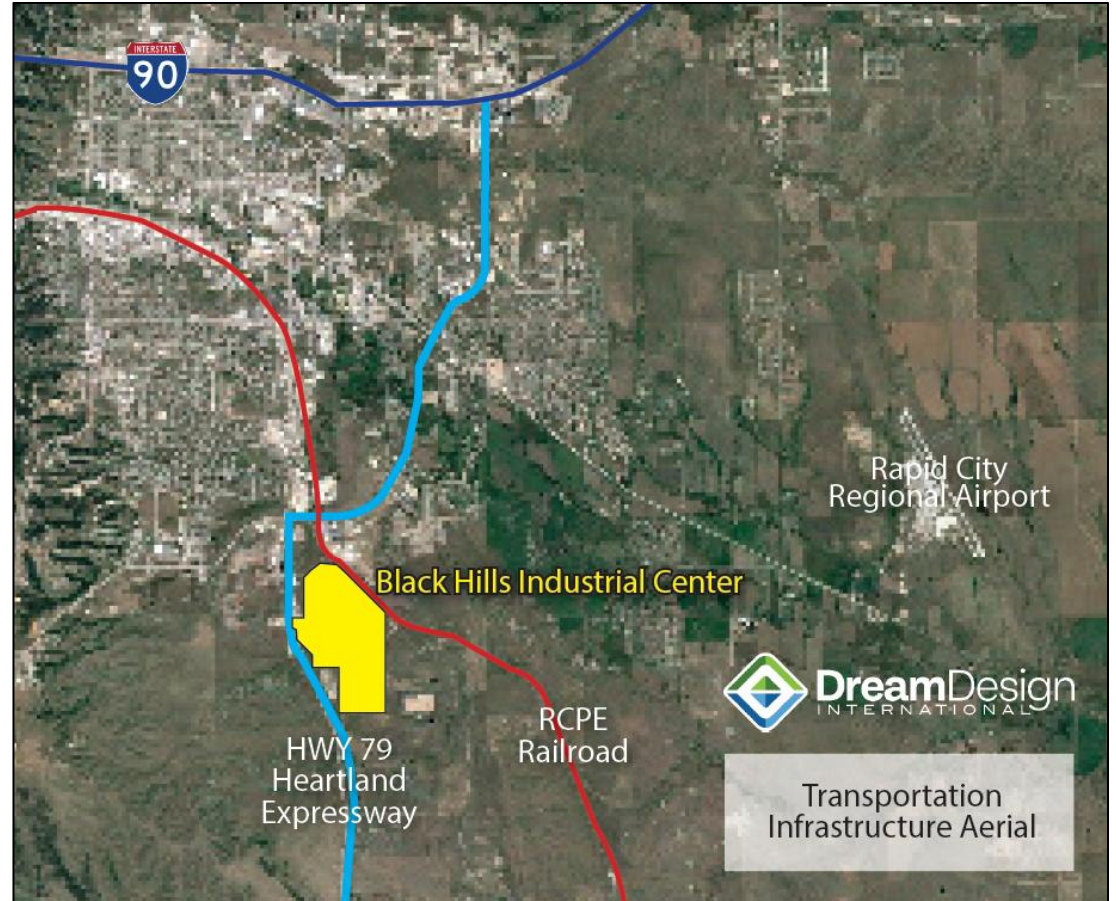 INTERSTATE
90
Rapid City
Regional Airport
Black Hills Industrial Center
DreamDesign
INTERNATIONAL
RCPE
Railroad
HWY 79
Heartland
Expressway
Transportation
Infrastructure Aerial